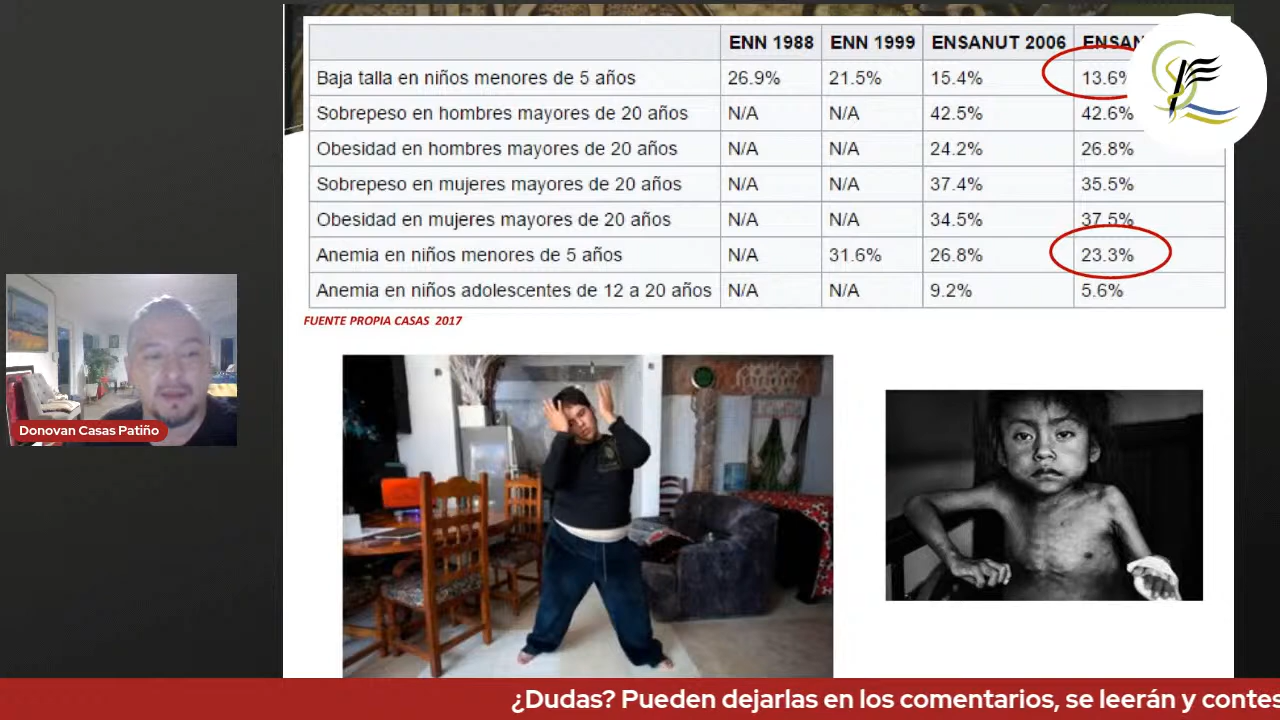 ENN 1988 ENN 1999 ENSANUT 2006
Baja talla en niños menores de 5 años 26.9% 21.5% 15.4% 13.6%
Sobrepeso en hombres mayores de 20 años N/A N/A 42.5% 42.6%
Obesidad en hombres mayores de 20 años N/A N/A 24.2% 26.8%
Sobrepeso en mujeres mayores de 20 años N/A N/A 37.4% 35.5%
Obesidad en mujeres mayores de 20 años N/A N/A 34.5% 37.5%
Anemia en niños menores de 5 años N/A 31.6% 26.8% 23.3%
Anemia en niños adolescentes de 12 a 20 años N/A N/A 9.2% 5.6%
FUENTE PROPIA CASAS 2017
Donovan Casas Patiño
¿Dudas? Pueden dejarlas en los comentarios, se leerán y